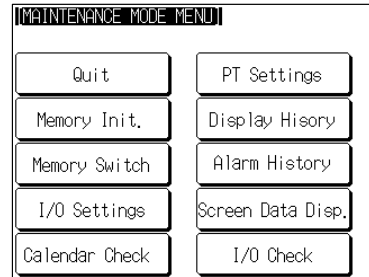 [MAINTENANCE MODE MENU]
Quit
PT Settings
Memory Init.
Display Hisory
Memory Switch
Alarm History
I/O Settings
Screen Data Disp.
Calendar Check
I/O Check